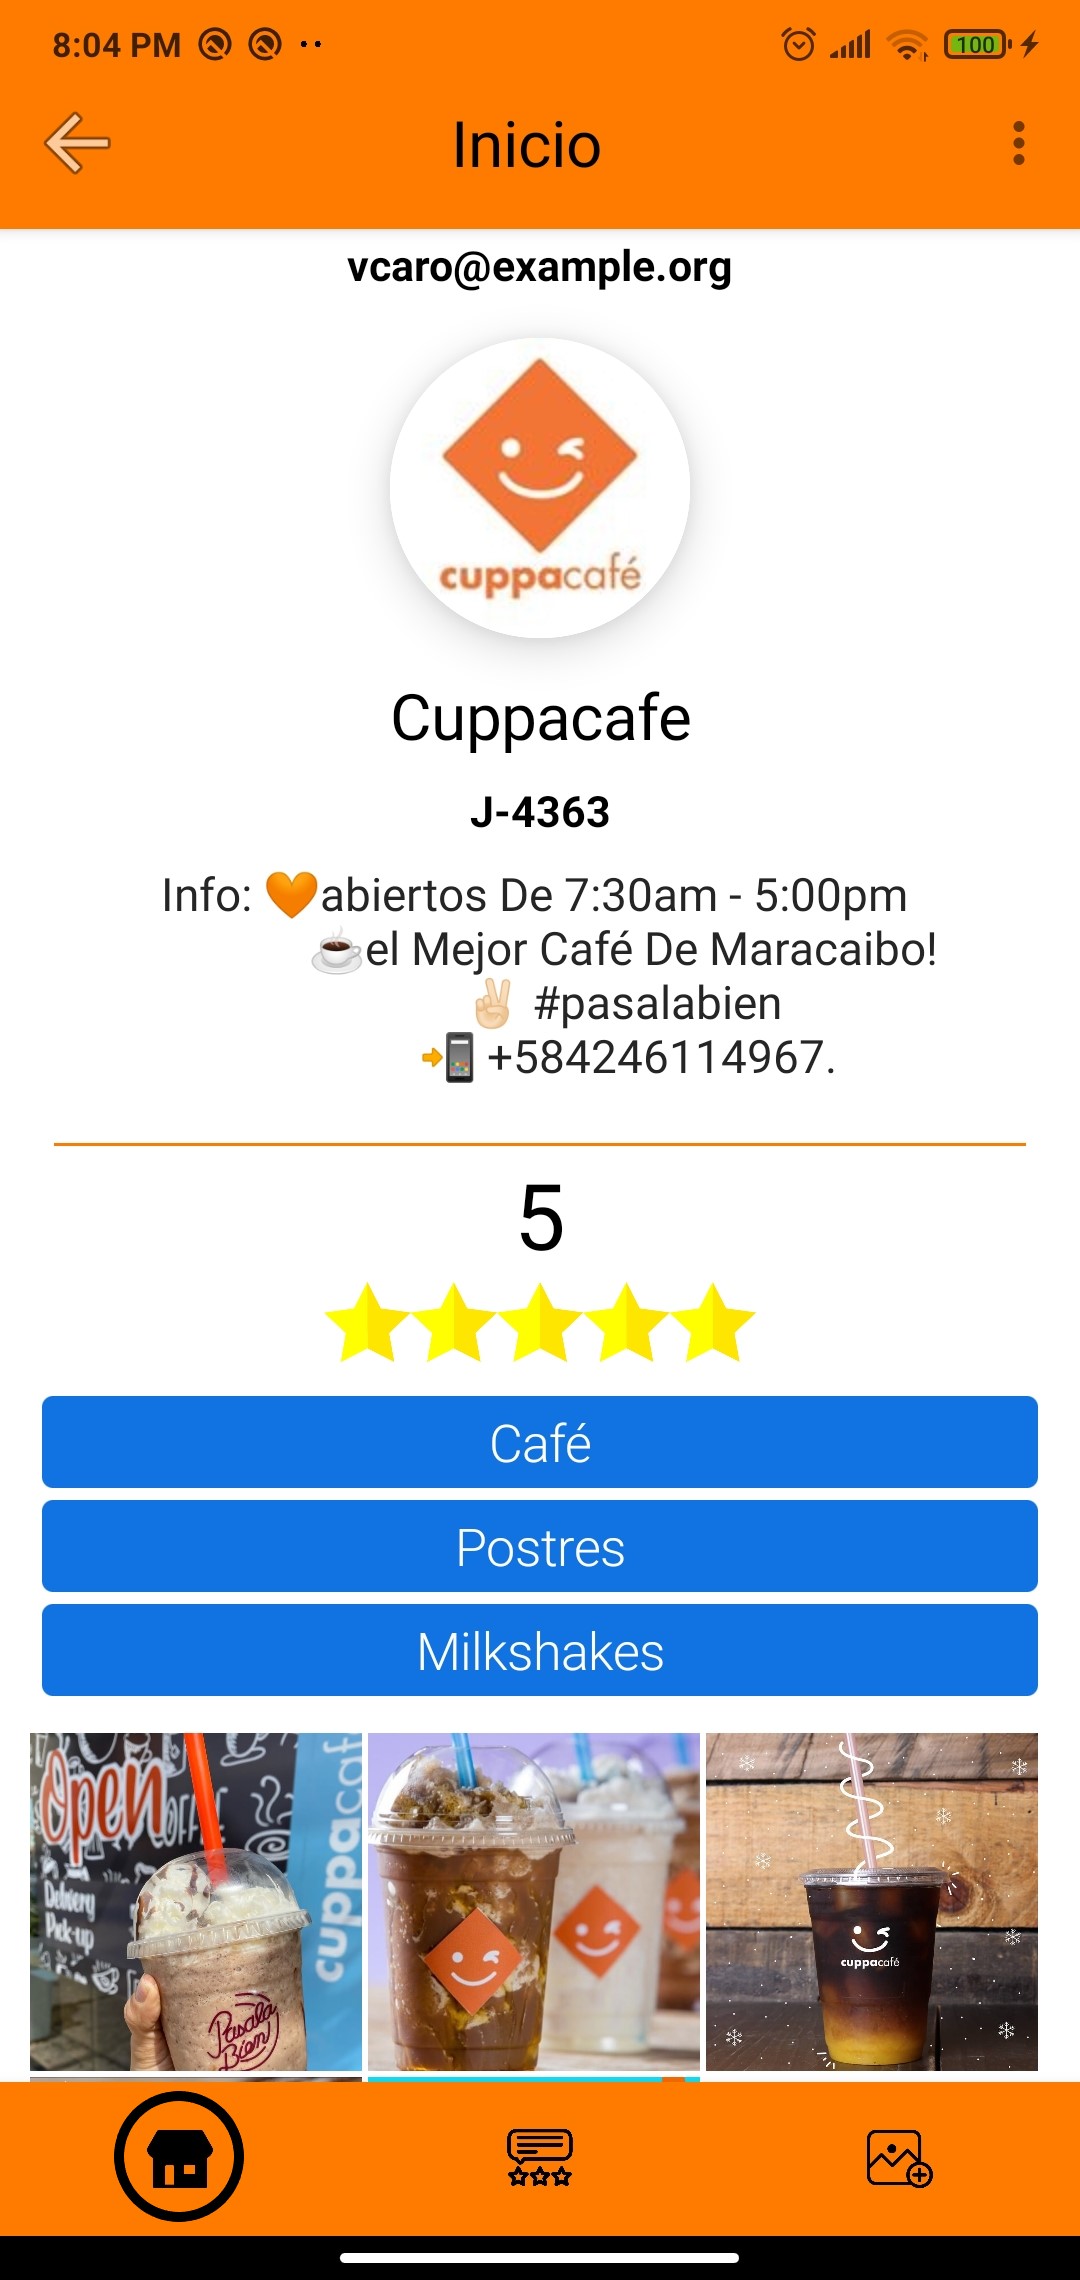 8:04 PM
100
Inicio
vcaro@example.org
cuppacafé
Cuppacafe
J-4363
Info: 🧡abiertos De 7:30am - 5:00pm
☕el Mejor Café De Maracaibo!
✌🏻 #pasalabien
📲 +584246114967.
5
Café
Postres
Milkshakes
Open
Delivery
Pick-up
cuppacaf
Pasala
Bien
cuppacafé